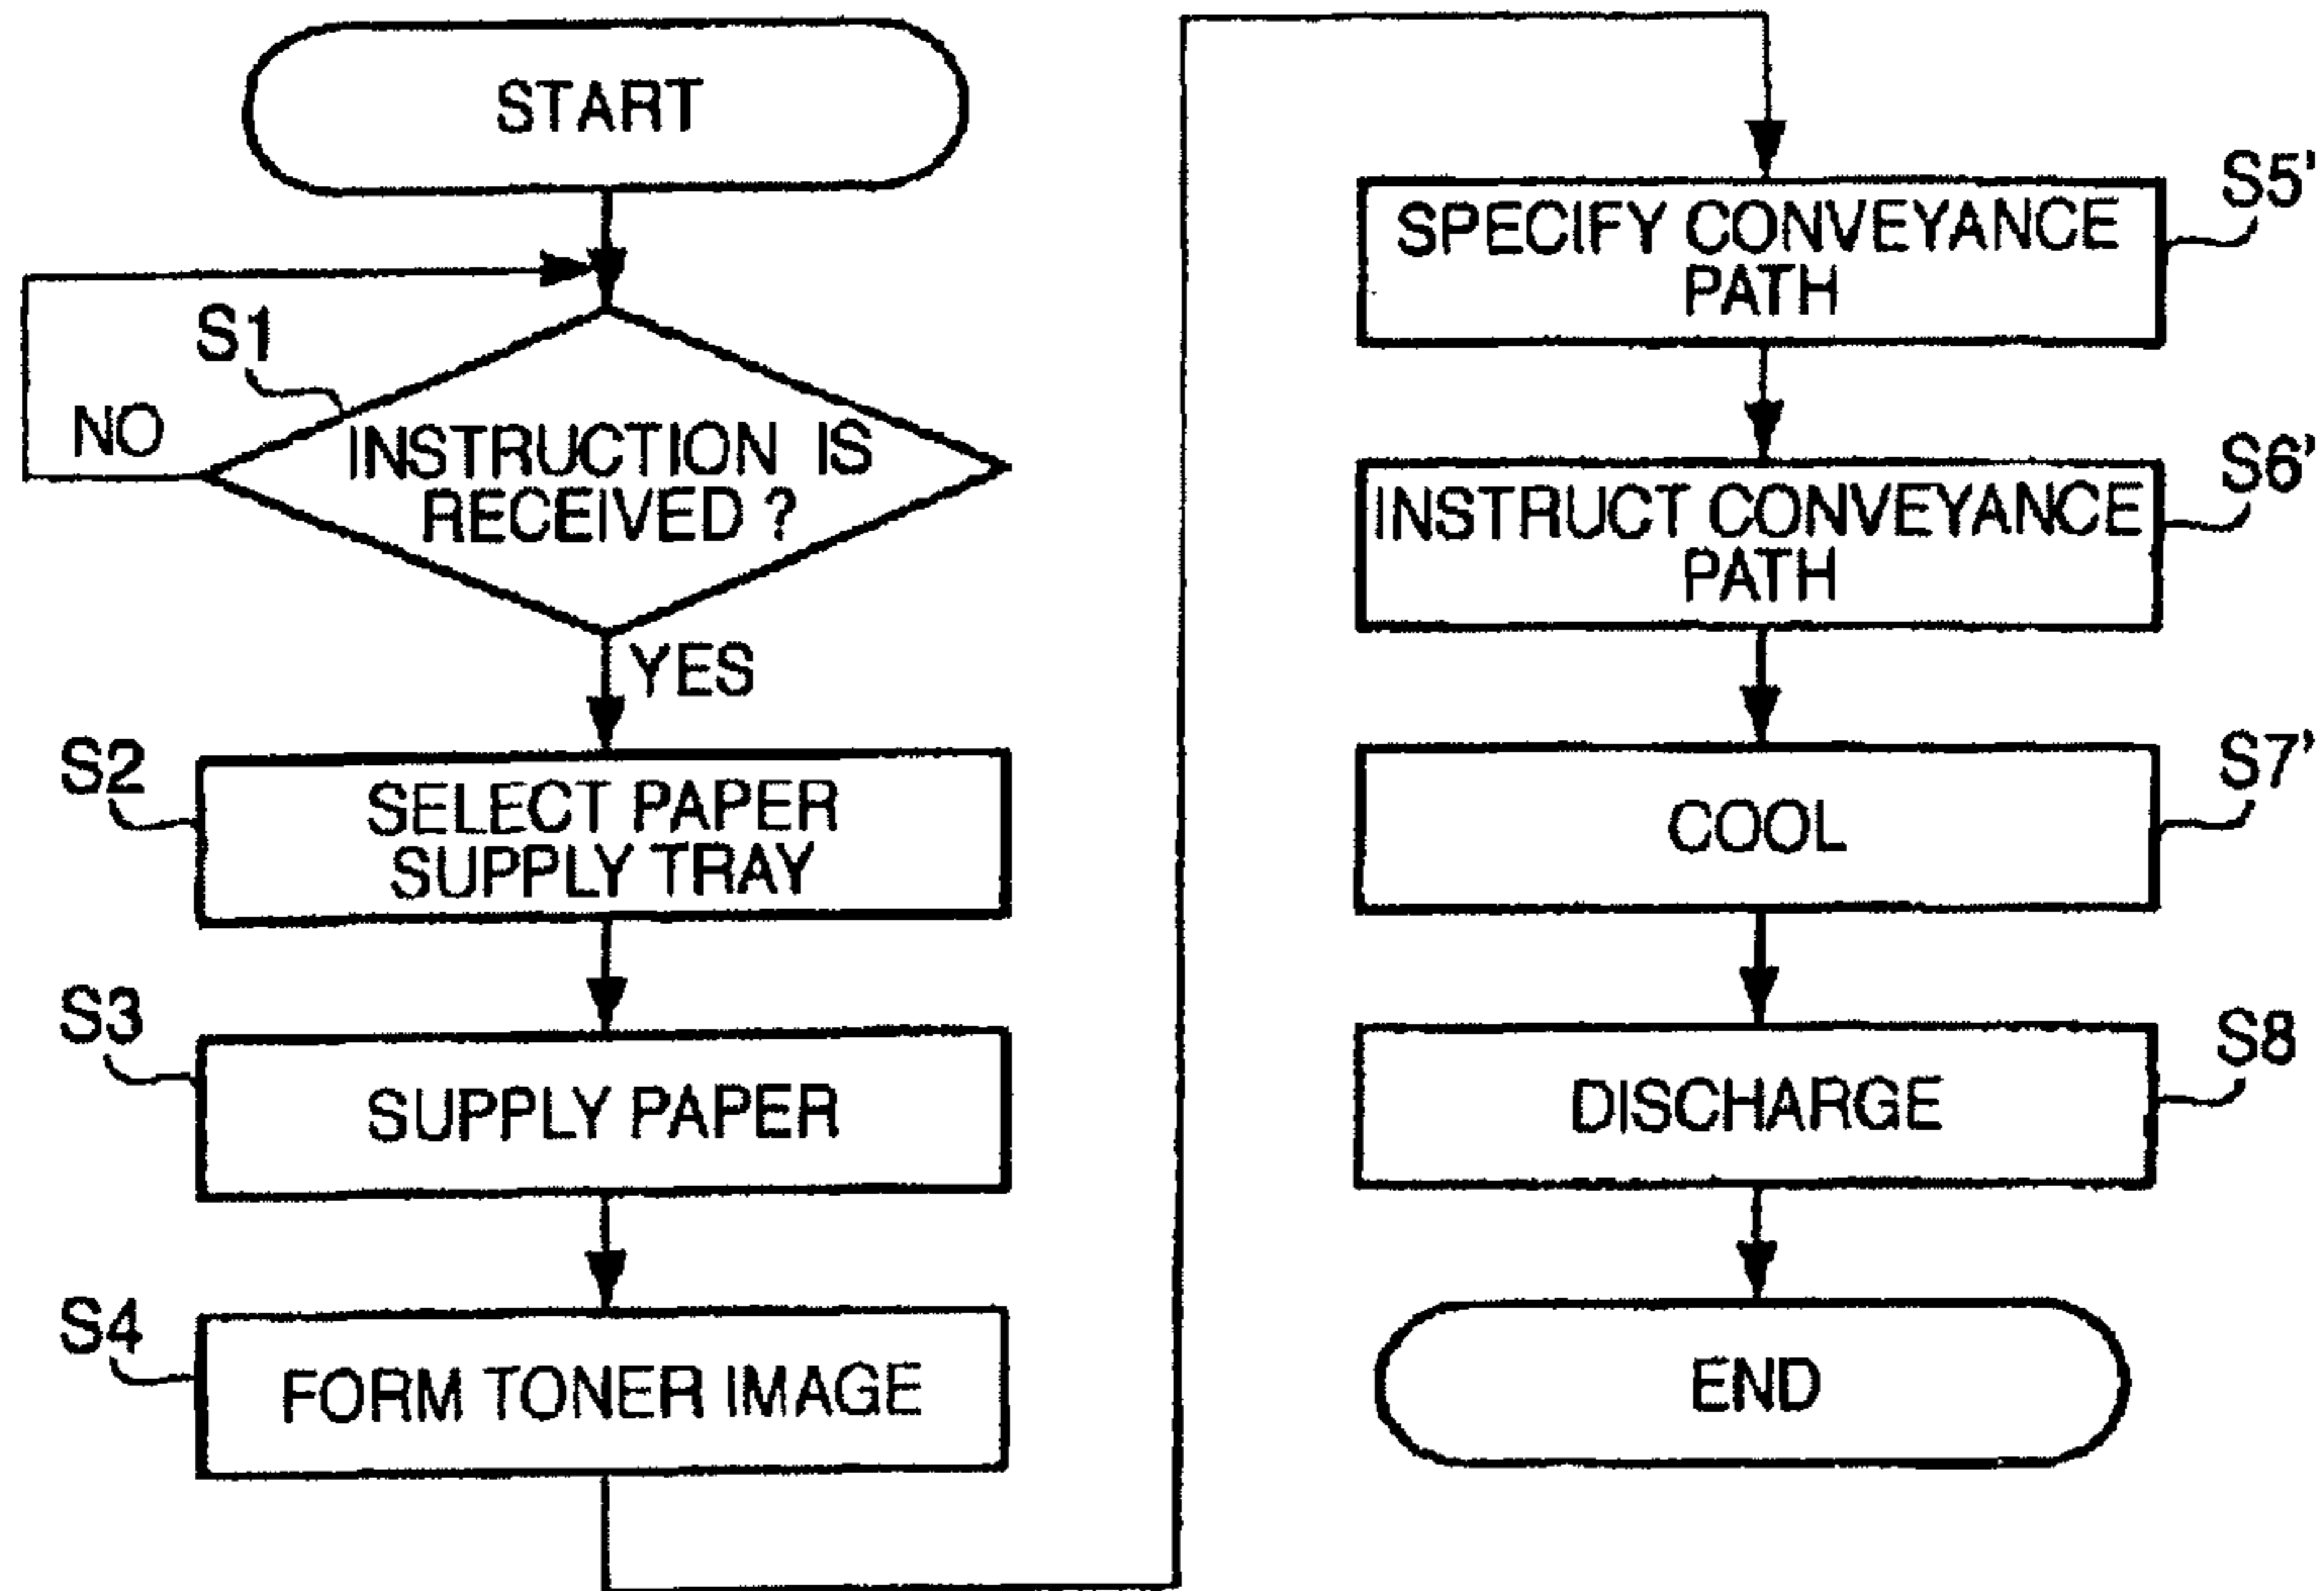 START
S1
NO
INSTRUCTION IS
RECEIVED ?
YES
S2
SELECT PAPER
SUPPLY TRAY
S3
SUPPLY PAPER
S4
FORM TONER IMAGE
S5'
SPECIFY CONVEYANCE
PATH
S6'
INSTRUCT CONVEYANCE
PATH
S7'
COOL
S8
DISCHARGE
END